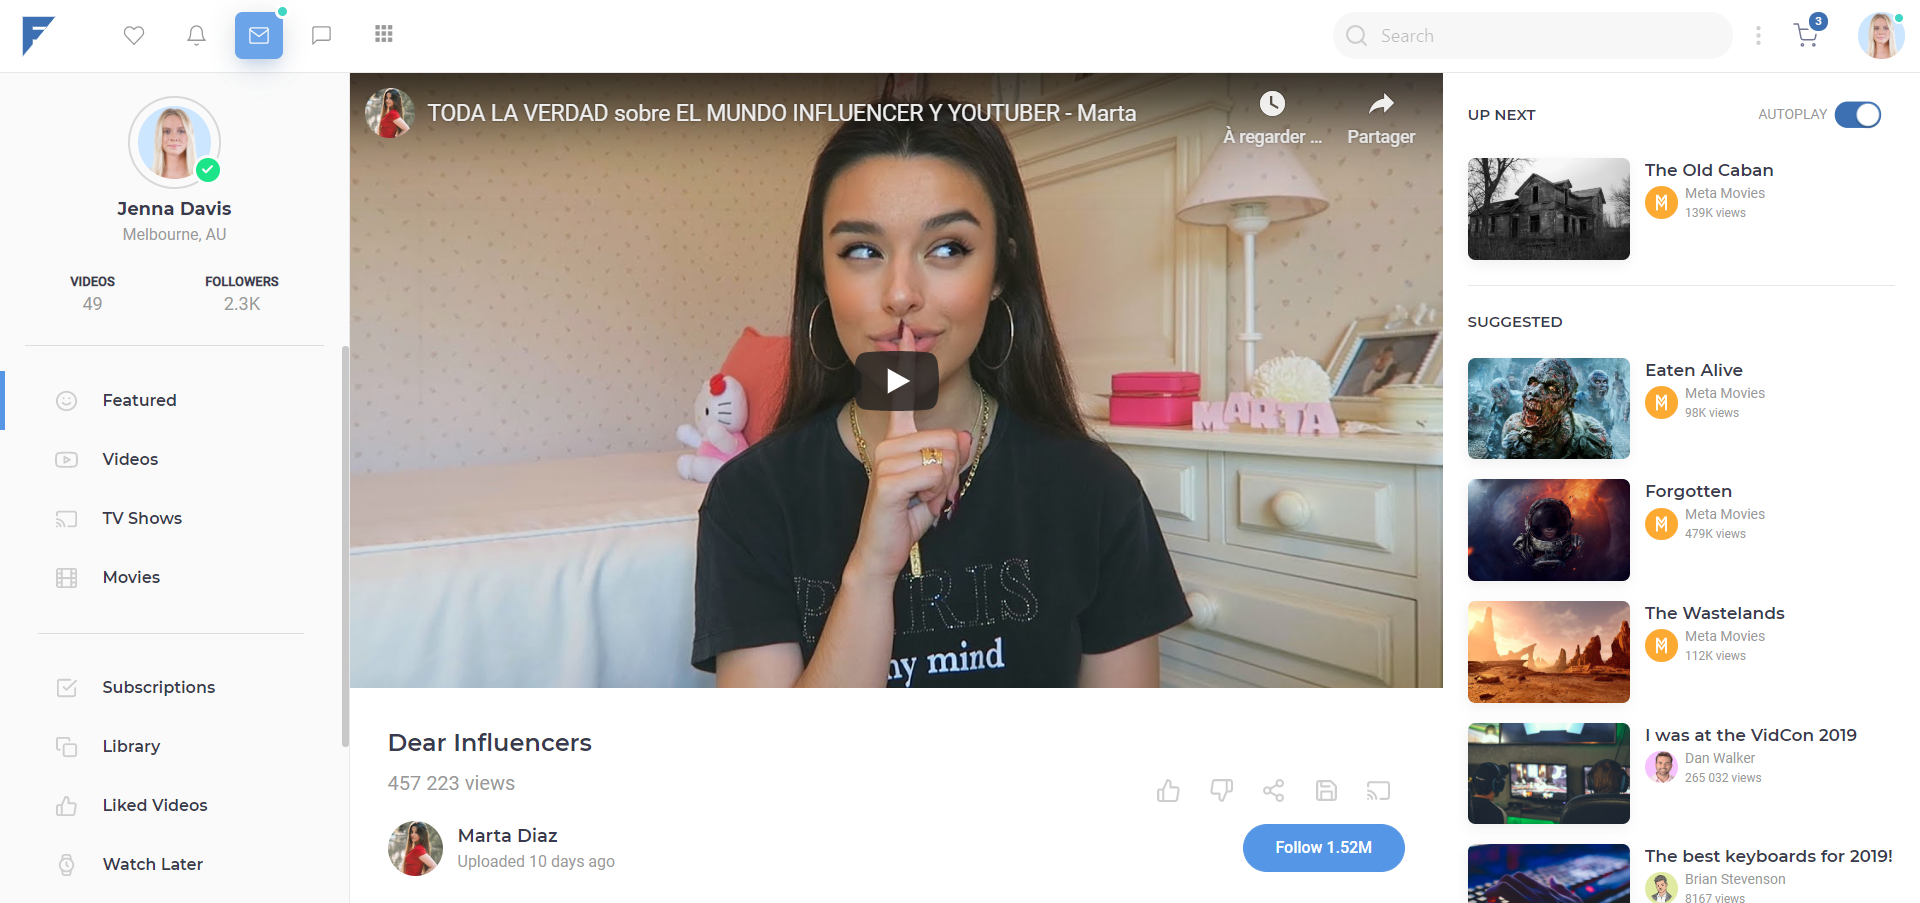 3
Search
Jenna Davis
Melbourne, AU
VIDEOS
49
FOLLOWERS
2.3K
Featured
Videos
TV Shows
Movies
Subscriptions
Library
Liked Videos
Watch Later
TODA LA VERDAD sobre EL MUNDO INFLUENCER Y YOUTUBER - Marta
À regarder ...
Partager
MARTA
PARIS
my mind
Dear Influencers
457 223 views
Marta Diaz
Uploaded 10 days ago
Follow 1.52M
UP NEXT
AUTOPLAY
The Old Caban
Meta Movies
139K views
SUGGESTED
Eaten Alive
Meta Movies
98K views
Forgotten
Meta Movies
479K views
The Wastelands
Meta Movies
112K views
I was at the VidCon 2019
Dan Walker
265 032 views
The best keyboards for 2019!
Brian Stevenson
8167 views